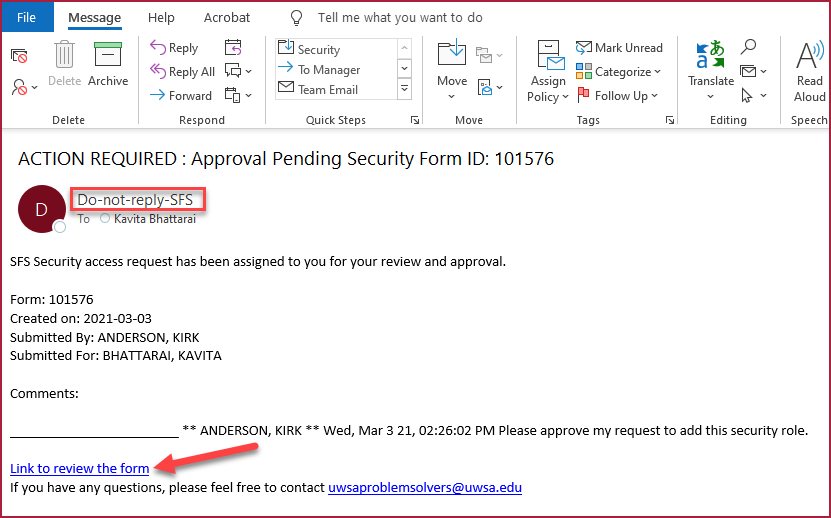 File Message Help Acrobat Tell me what you want to do
Delete Archive
Reply
Reply All
Forward
Security
To Manager
Team Email
Move
Assign Policy
Mark Unread
Categorize
Follow Up
Translate
Read Aloud
Delete Respond Quick Steps Move Tags Editing Speech
ACTION REQUIRED : Approval Pending Security Form ID: 101576
D
Do-not-reply-SFS
To Kavita Bhattarai
SFS Security access request has been assigned to you for your review and approval.
Form: 101576
Created on: 2021-03-03
Submitted By: ANDERSON, KIRK
Submitted For: BHATTARAI, KAVITA
Comments:
________________________ ** ANDERSON, KIRK ** Wed, Mar 3 21, 02:26:02 PM Please approve my request to add this security role.
Link to review the form
If you have any questions, please feel free to contact uwsaproblemsolvers@uwsa.edu